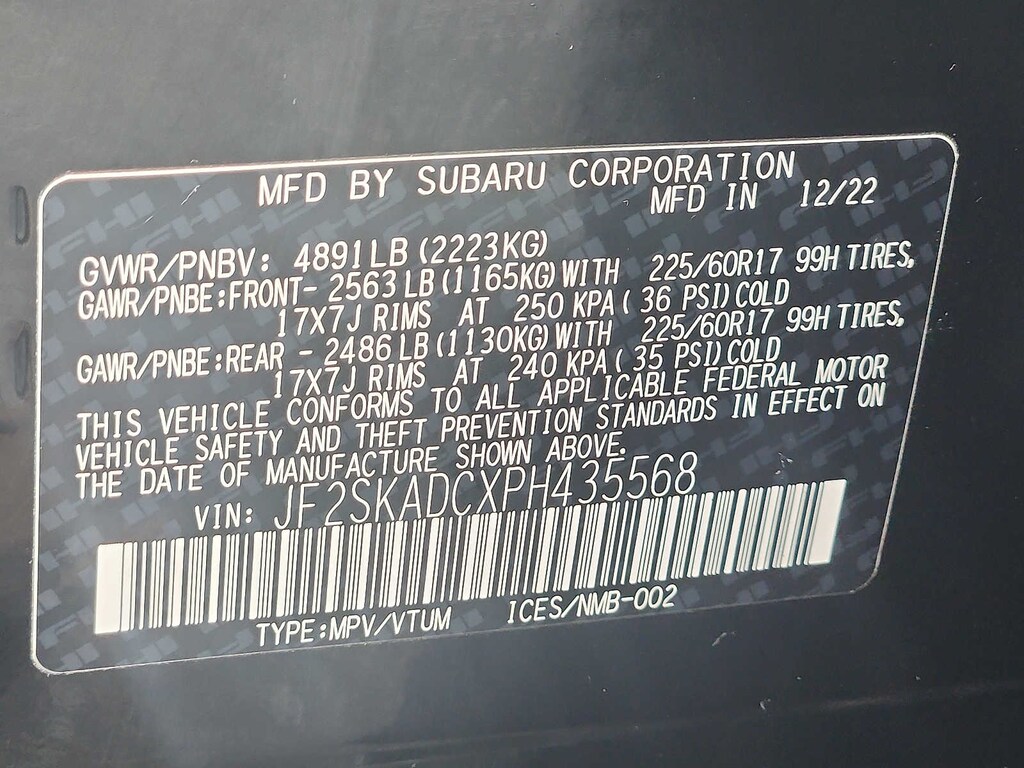 MFD BY SUBARU CORPORATION
MFD IN 12/22
GVWR/PNBV: 4891LB (2223KG)
GAWR/PNBE:FRONT- 2563 LB (1165KG) WITH 225/60R17 99H TIRES,
17X7J RIMS AT 250 KPA ( 36 PSI) COLD
GAWR/PNBE:REAR - 2486 LB (1130KG) WITH 225/60R17 99H TIRES,
17X7J RIMS AT 240 KPA ( 35 PSI) COLD
THIS VEHICLE CONFORMS TO ALL APPLICABLE FEDERAL MOTOR
VEHICLE SAFETY AND THEFT PREVENTION STANDARDS IN EFFECT ON
THE DATE OF MANUFACTURE SHOWN ABOVE.
VIN: JF2SKADCXPH435568
TYPE:MPV/VTUM ICES/NMB-002